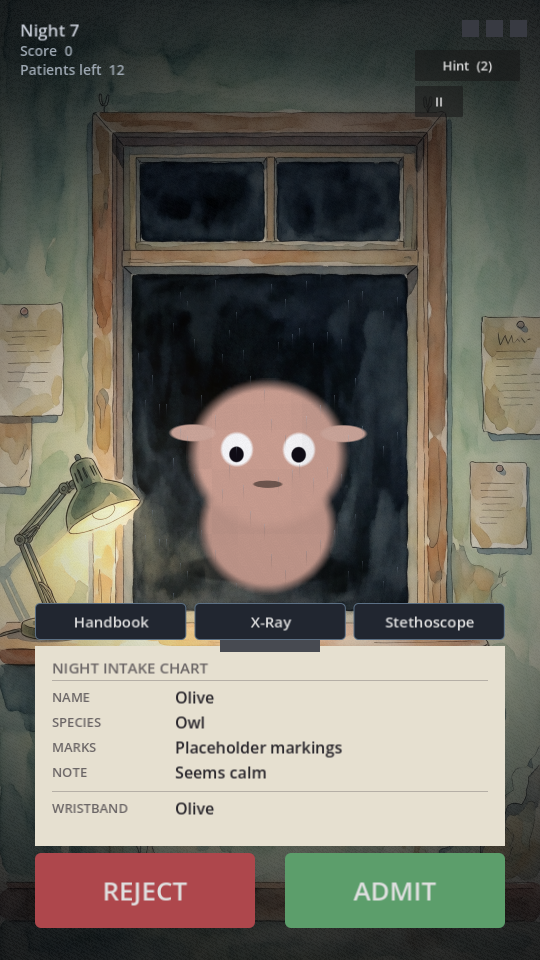 Night 7
Score 0
Patients left 12
Hint (2)
II
Handbook
X-Ray
Stethoscope
NIGHT INTAKE CHART
NAME Olive
SPECIES Owl
MARKS Placeholder markings
NOTE Seems calm
WRISTBAND Olive
REJECT
ADMIT